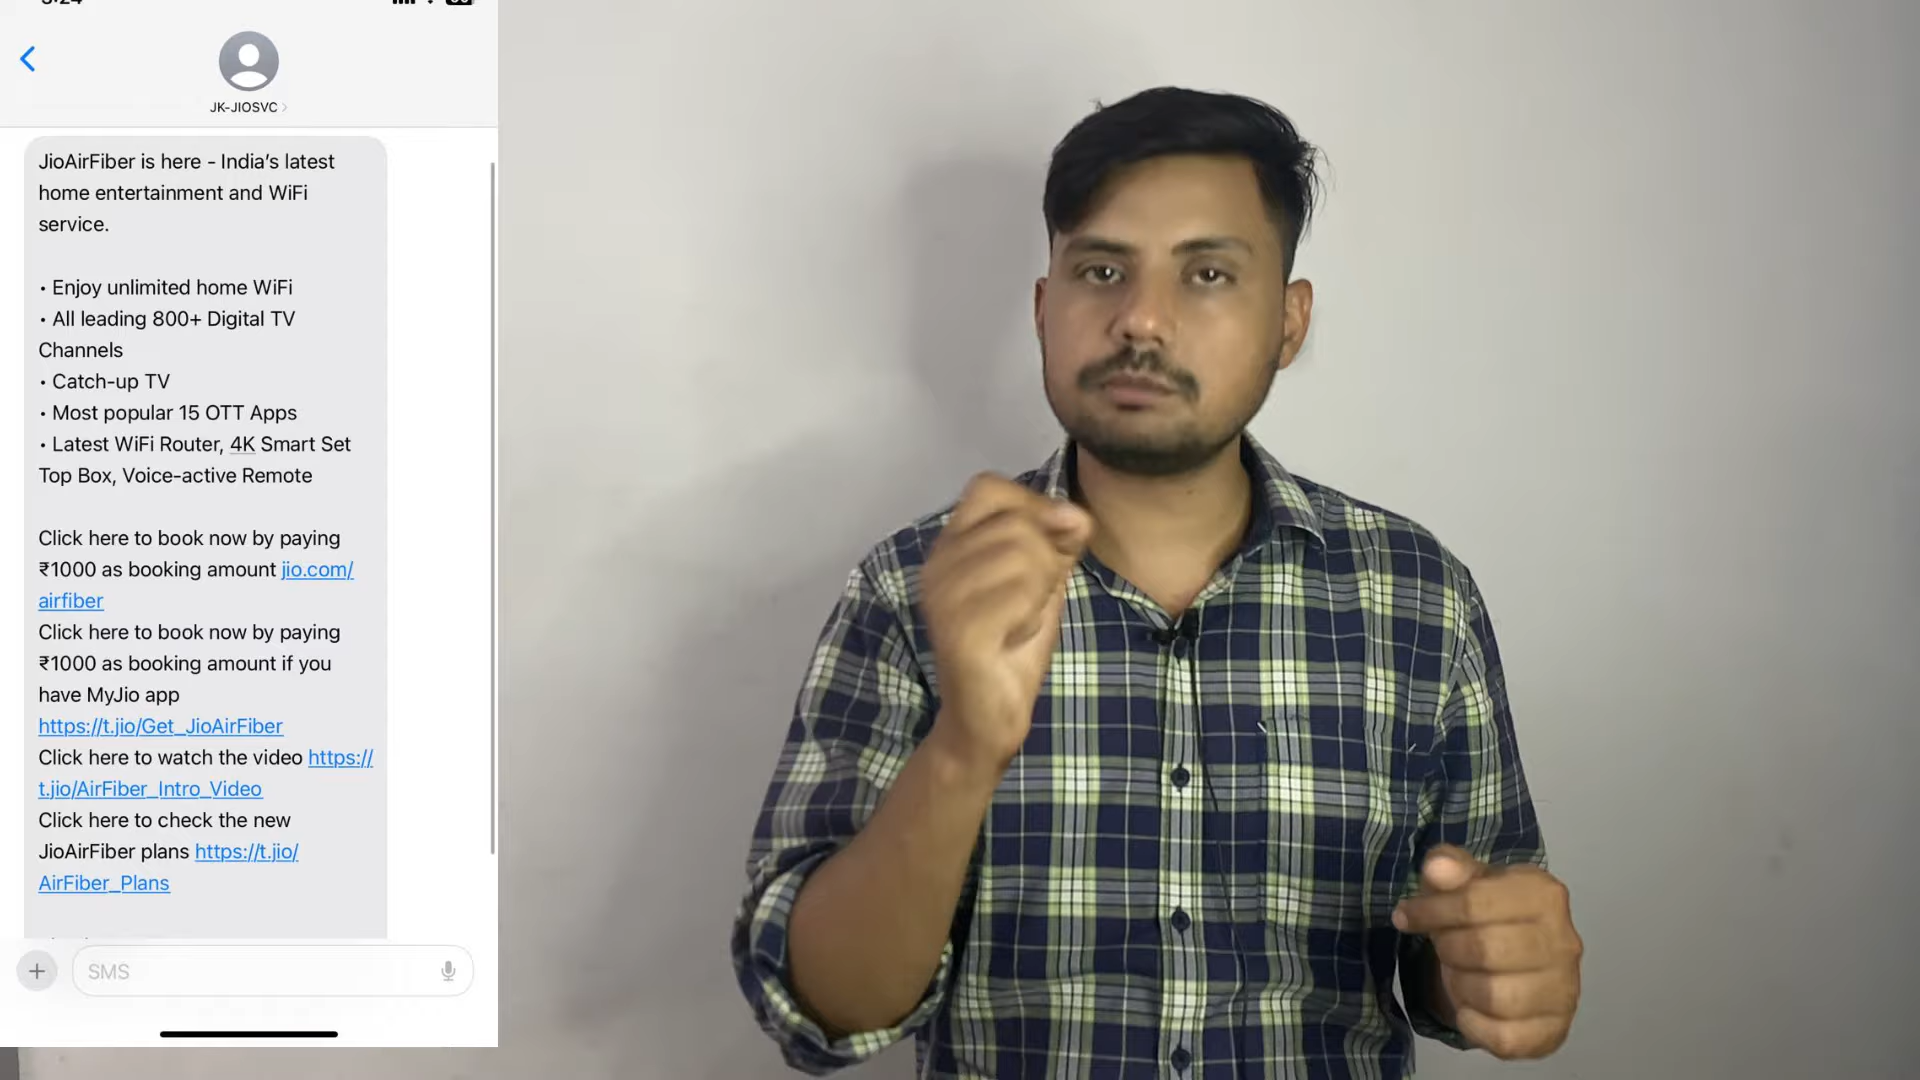 JK-JIOSVC
JioAirFiber is here - India's latest
home entertainment and WiFi
service.
• Enjoy unlimited home WiFi
• All leading 800+ Digital TV
Channels
• Catch-up TV
• Most popular 15 OTT Apps
• Latest WiFi Router, 4K Smart Set
Top Box, Voice-active Remote
Click here to book now by paying
₹1000 as booking amount jio.com/
airfiber
Click here to book now by paying
₹1000 as booking amount if you
have MyJio app
https://t.jio/Get_JioAirFiber
Click here to watch the video https://
t.jio/AirFiber_Intro_Video
Click here to check the new
JioAirFiber plans https://t.jio/
AirFiber_Plans
SMS